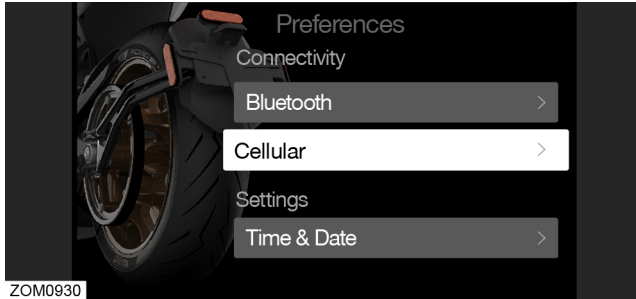 Preferences
Connectivity
Bluetooth
Cellular
Settings
Time & Date
ZOM0930